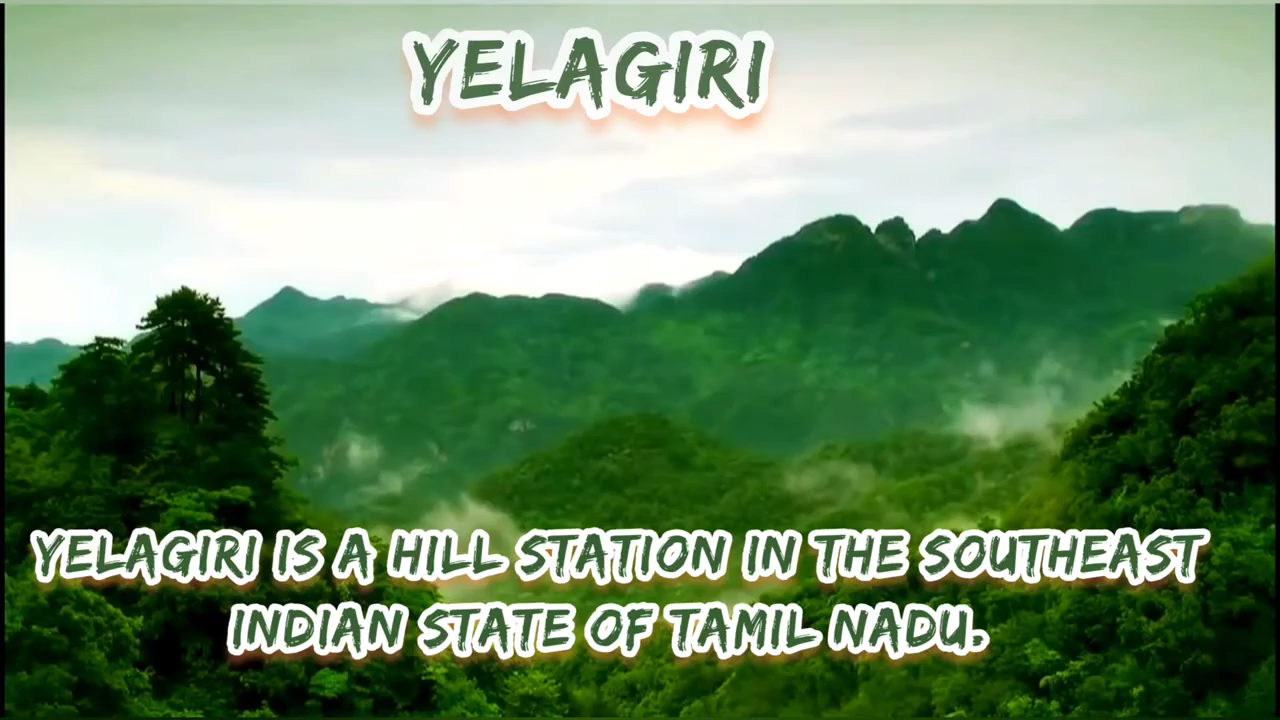 YELAGIRI
YELAGIRI IS A HILL STATION IN THE SOUTHEAST
INDIAN STATE OF TAMIL NADU.